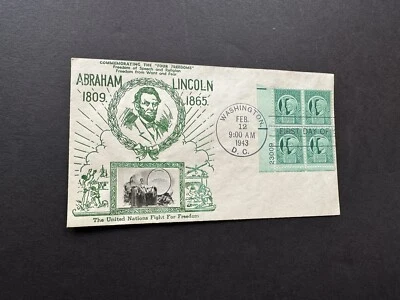 COMMEMORATING THE "FOUR FREEDOMS"
Freedom of Speech and Religion
Freedom from Want and Fear
ABRAHAM LINCOLN
1809. 1865.
The United Nations Fight For Freedom
WASHINGTON
FEB.
12
9:00 AM
1943
D. C.
FIRST DAY OF
23009